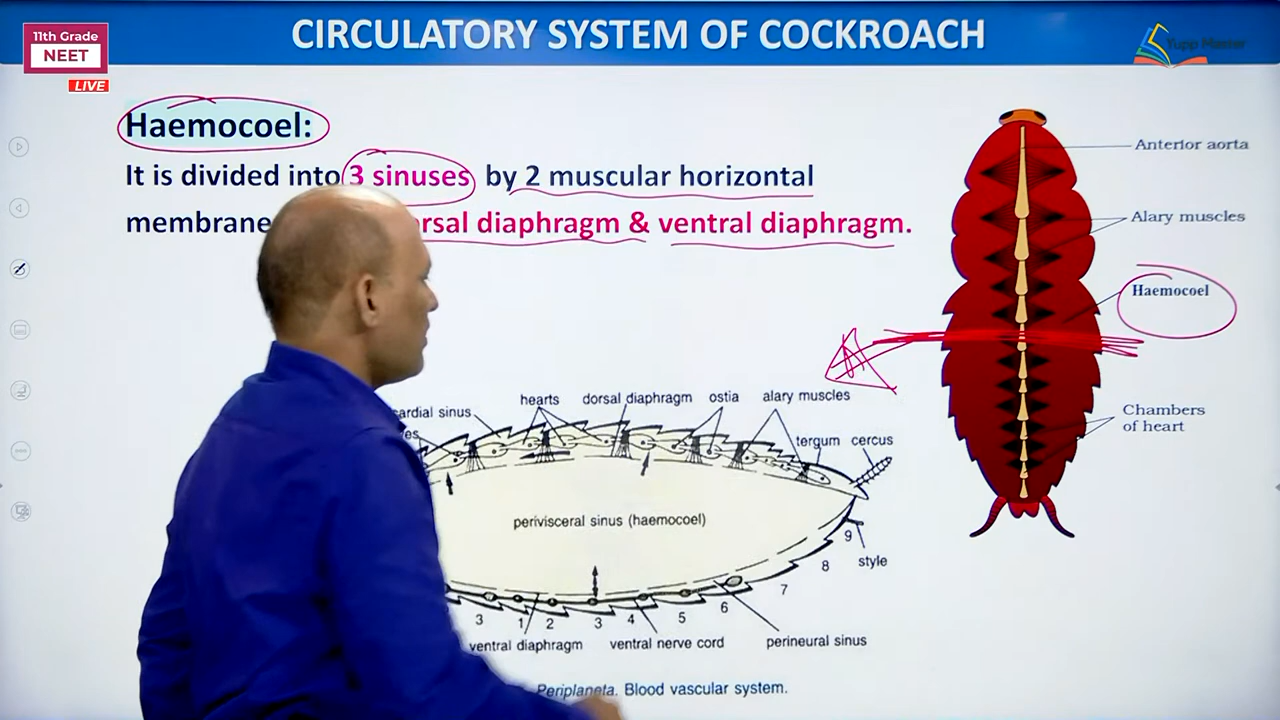 11th Grade
NEET
LIVE
CIRCULATORY SYSTEM OF COCKROACH
Yupp Master
Haemocoel:
It is divided into 3 sinuses by 2 muscular horizontal
membrane
diaphragm & ventral diaphragm.
Anterior aorta
Alary muscles
Haemocoel
Chambers
of heart
sinus hearts dorsal diaphragm ostia alary muscles
tergum cercus
perivisceral sinus (haemocoel)
9
style
8
7
6
5
4
3
2
1
3
ventral diaphragm ventral nerve cord perineural sinus
Periplaneta. Blood vascular system.